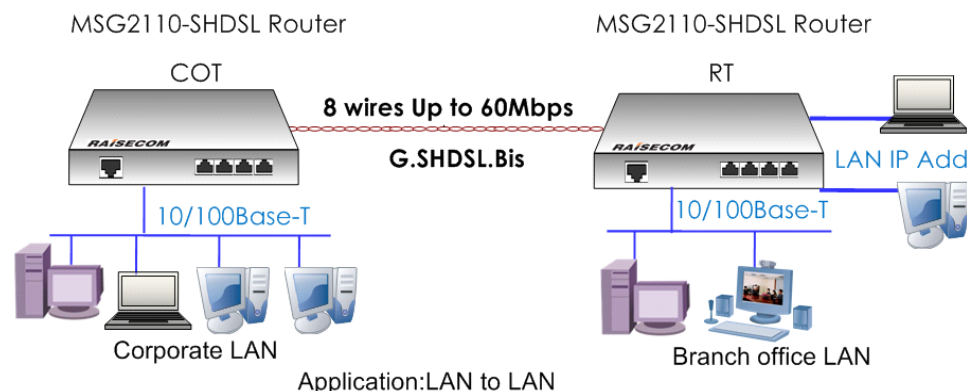 MSG2110-SHDSL Router
MSG2110-SHDSL Router
COT
RT
8 wires Up to 60Mbps
RAISECOM
RAISECOM
G.SHDSL.Bis
LAN IP Add
10/100Base-T
10/100Base-T
Corporate LAN
Branch office LAN
Application:LAN to LAN